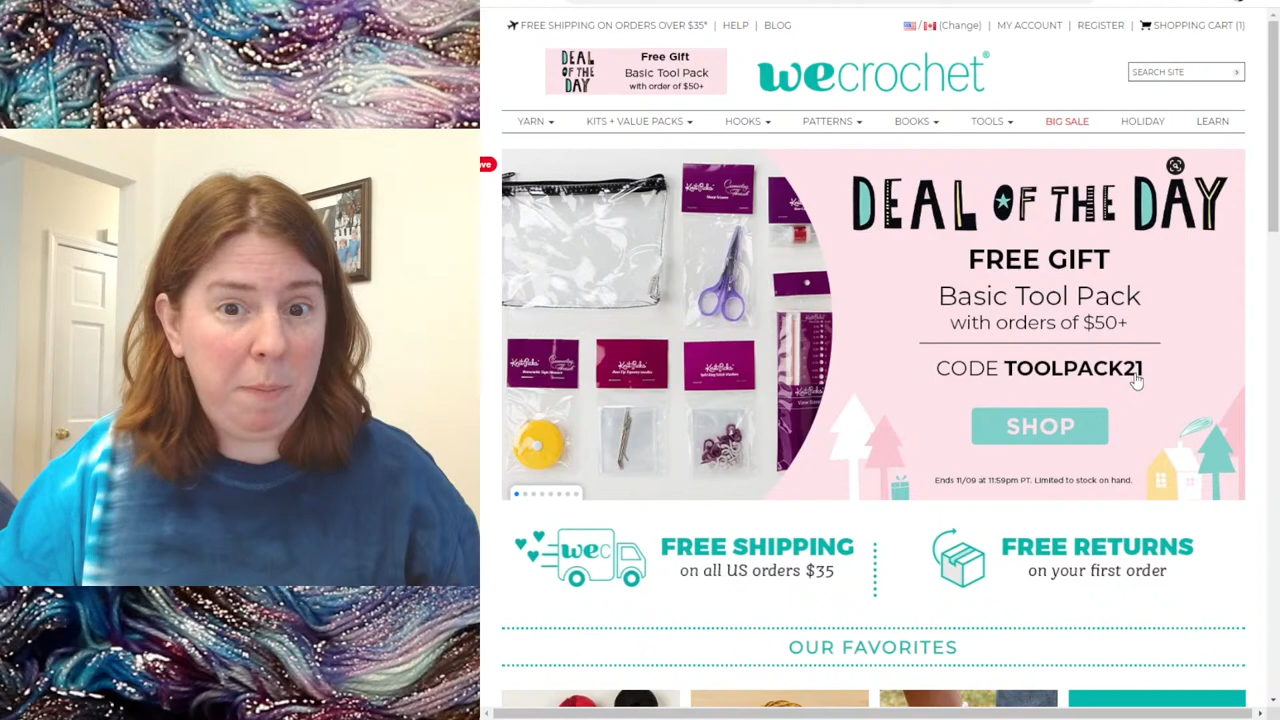 FREE SHIPPING ON ORDERS OVER $35* | HELP | BLOG
/ (Change) | MY ACCOUNT | REGISTER | SHOPPING CART (1)
DEAL OF THE DAY
Free Gift
Basic Tool Pack
with order of $50+
wecrochet®
SEARCH SITE
YARN KITS + VALUE PACKS HOOKS PATTERNS BOOKS TOOLS BIG SALE HOLIDAY LEARN
DEAL OF THE DAY
FREE GIFT
Basic Tool Pack
with orders of $50+
CODE TOOLPACK21
SHOP
Ends 11/09 at 11:59pm PT. Limited to stock on hand.
wec
FREE SHIPPING
on all US orders $35
FREE RETURNS
on your first order
OUR FAVORITES